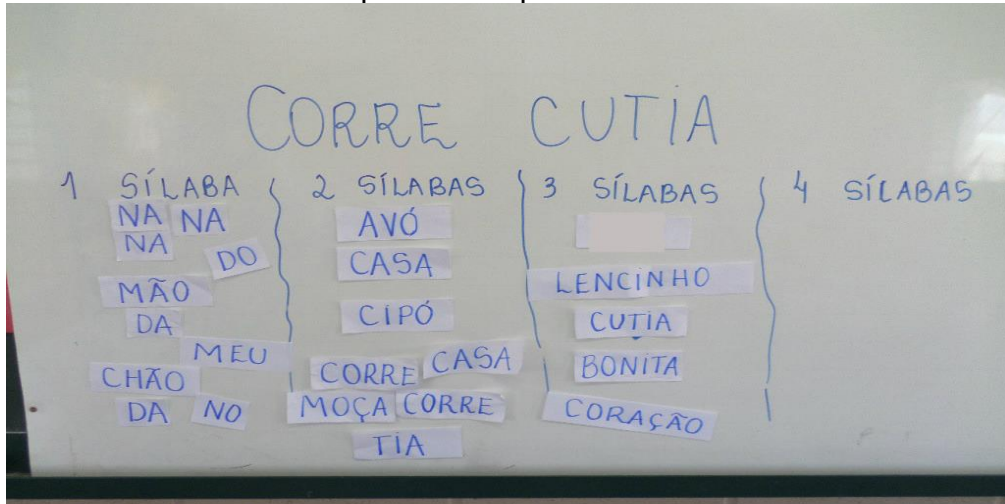 CORRE CUTIA
1 SÍLABA 2 SÍLABAS 3 SÍLABAS 4 SÍLABAS
NA NA
NA
DO
MÃO
DA
MEU
CHÃO
DA NO
AVÓ
CASA
CIPÓ
CORRE CASA
MOÇA CORRE
TIA
LENCINHO
CUTIA
BONITA
CORAÇÃO